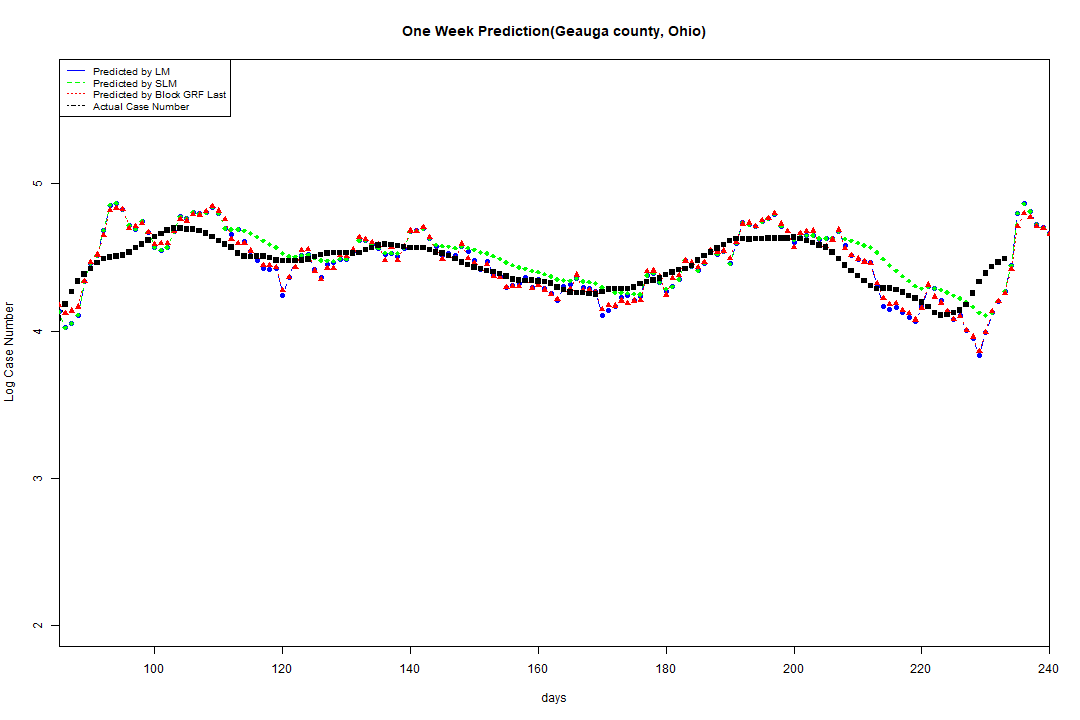 One Week Prediction(Geauga county, Ohio)
Predicted by LM
Predicted by SLM
Predicted by Block GRF Last
Actual Case Number
5
4
3
2
Log Case Number
100 120 140 160 180 200 220 240
days